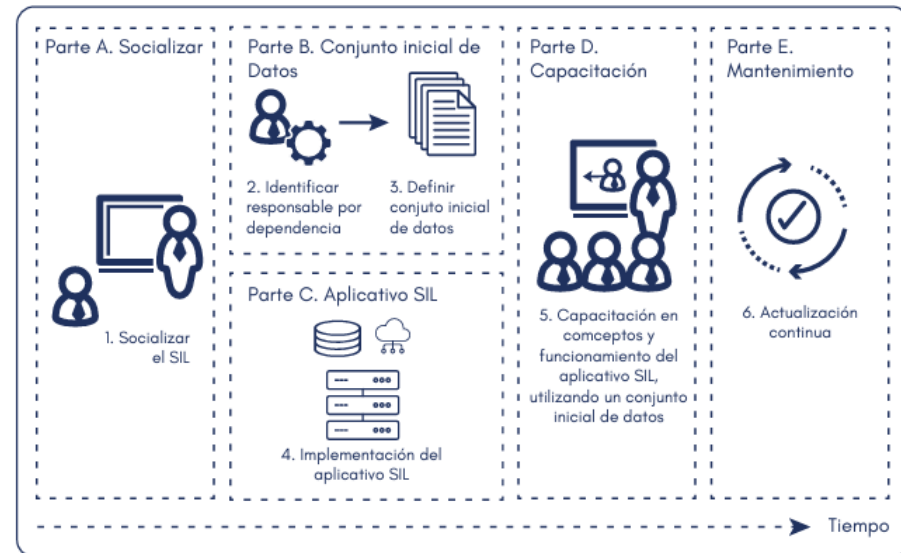 Parte A. Socializar
1. Socializar
el SIL
Parte B. Conjunto inicial de
Datos
2. Identificar
responsable por
dependencia
3. Definir
conjuto inicial
de datos
Parte C. Aplicativo SIL
4. Implementación del
aplicativo SIL
Parte D.
Capacitación
5. Capacitación en
comceptos y
funcionamiento del
aplicativo SIL,
utilizando un conjunto
inicial de datos
Parte E.
Mantenimiento
6. Actualización
continua
Tiempo